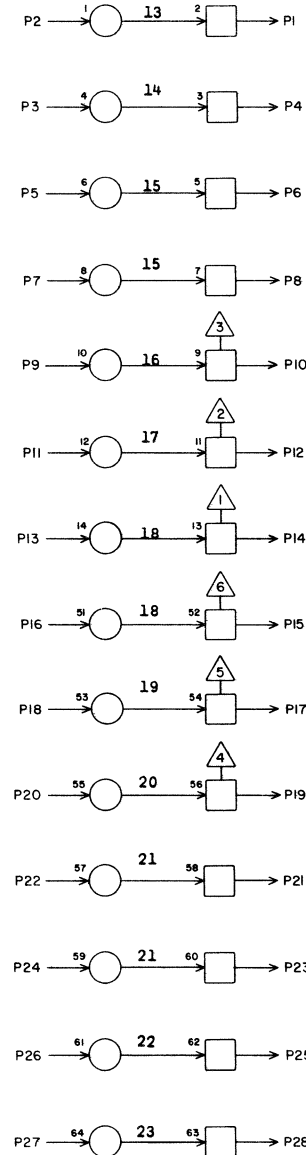 P2 1 13 2 P1
P3 4 14 3 P4
P5 6 15 5 P6
P7 8 15 7 P8
3
P9 10 16 9 P10
2
P11 12 17 11 P12
1
P13 14 18 13 P14
6
P16 51 18 52 P15
5
P18 53 19 54 P17
4
P20 55 20 56 P19
P22 57 21 58 P21
P24 59 21 60 P23
P26 61 22 62 P25
P27 64 23 63 P28